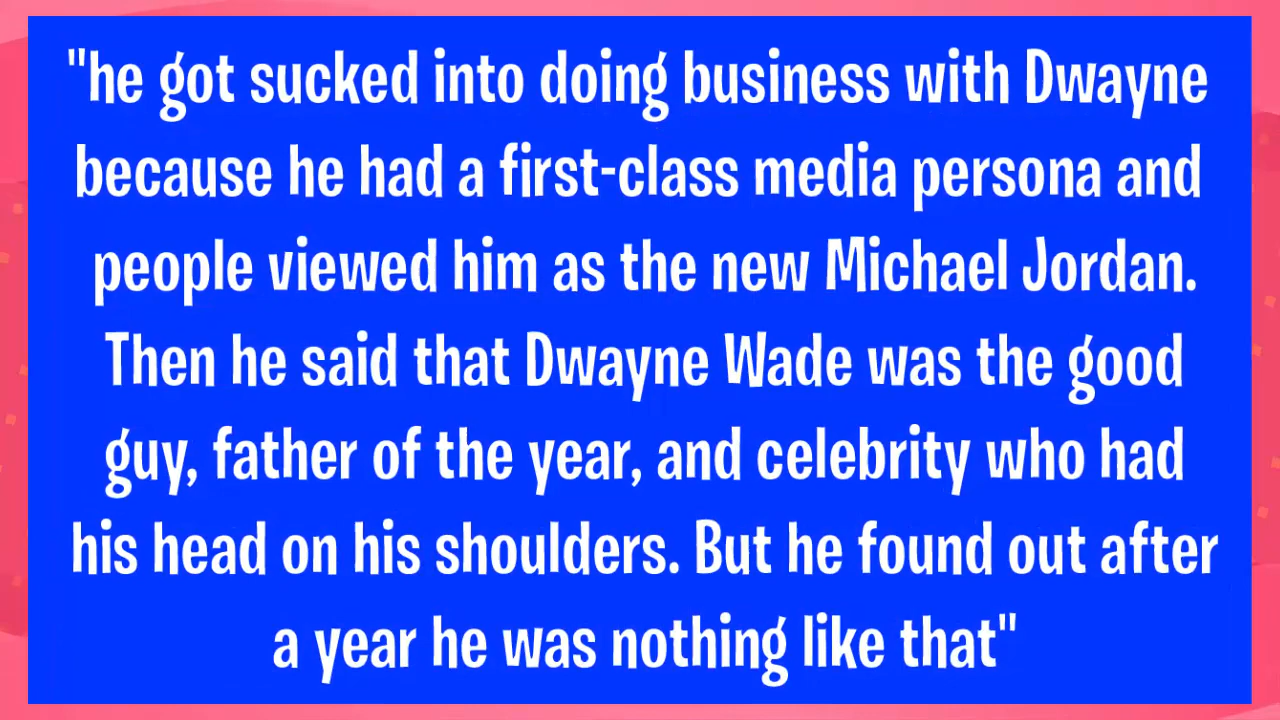 "he got sucked into doing business with Dwayne
because he had a first-class media persona and
people viewed him as the new Michael Jordan.
Then he said that Dwayne Wade was the good
guy, father of the year, and celebrity who had
his head on his shoulders. But he found out after
a year he was nothing like that"